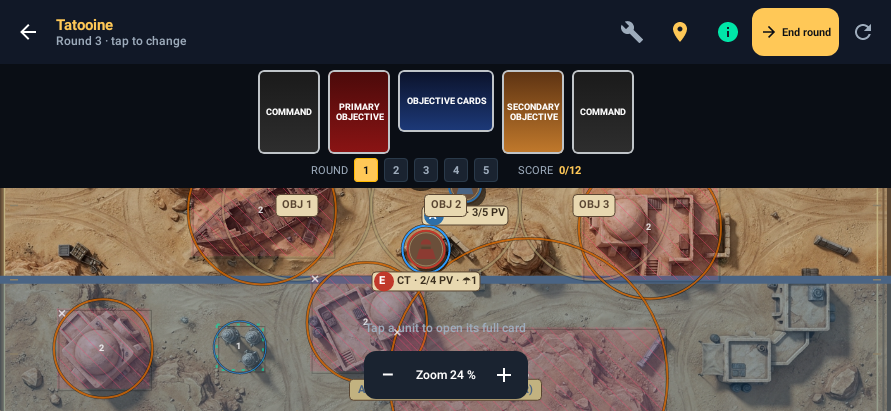 Tatooine
Round 3 · tap to change
End round
COMMAND
PRIMARY
OBJECTIVE
OBJECTIVE CARDS
SECONDARY
OBJECTIVE
COMMAND
ROUND 1 2 3 4 5 SCORE 0/12
OBJ 1
OBJ 2
OBJ 3
3/5 PV
2
2
E CT · 2/4 PV · ☂1
2
Tap a unit to open its full card
2
1
Zoom 24 %